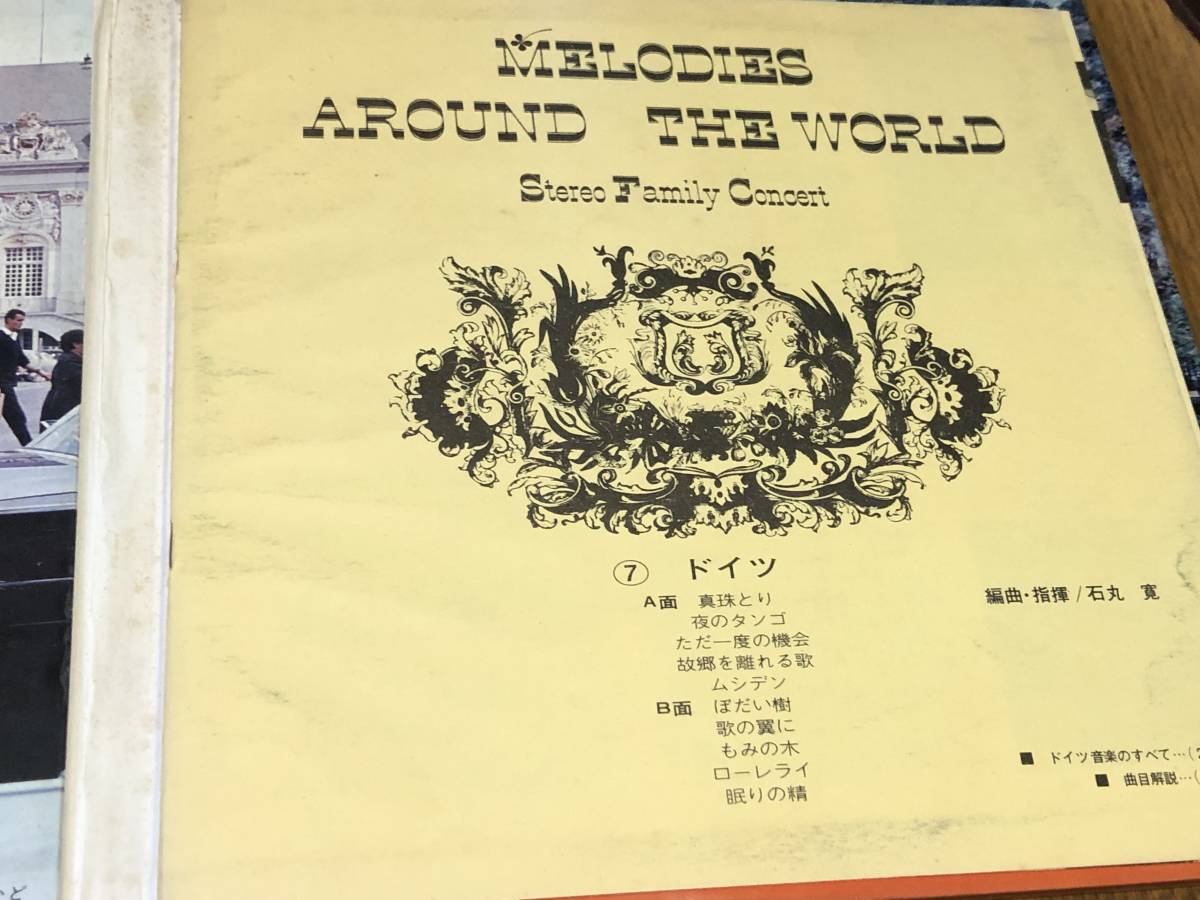 MELODIES
AROUND THE WORLD
Stereo Family Concert
⑦ ドイツ
A面 真珠とり
夜のタンゴ
ただ一度の機会
故郷を離れる歌
ムシデン
B面 ぼだい樹
歌の翼に
もみの木
ローレライ
眠りの精
編曲・指揮/石丸 寛
■ ドイツ音楽のすべて…(2
■ 曲目解説…(
ど